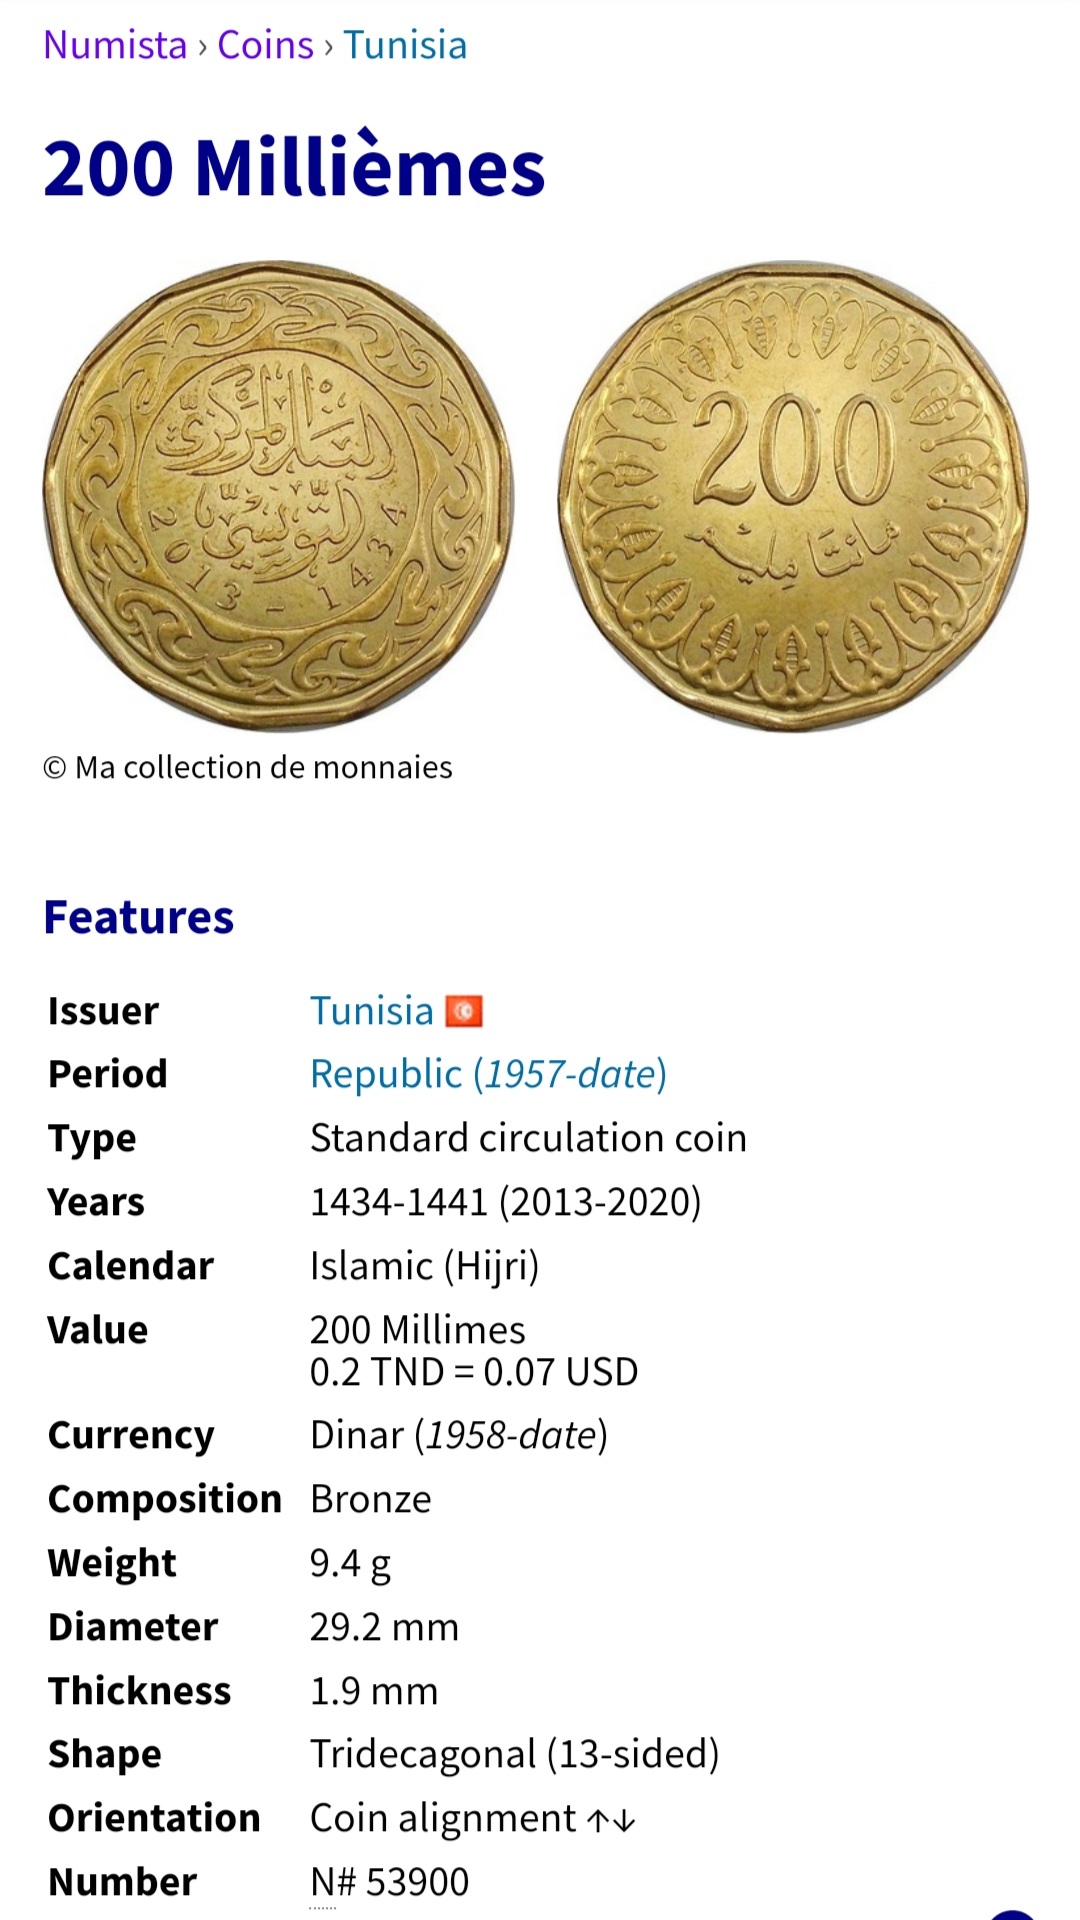 Numista › Coins › Tunisia
200 Millièmes
البنك المركزي
التونسي
2013 - 1434
200
مائتا مليم
© Ma collection de monnaies
Features
Issuer Tunisia
Period Republic (1957-date)
Type Standard circulation coin
Years 1434-1441 (2013-2020)
Calendar Islamic (Hijri)
Value 200 Millimes
0.2 TND = 0.07 USD
Currency Dinar (1958-date)
Composition Bronze
Weight 9.4 g
Diameter 29.2 mm
Thickness 1.9 mm
Shape Tridecagonal (13-sided)
Orientation Coin alignment ↑↓
Number N# 53900